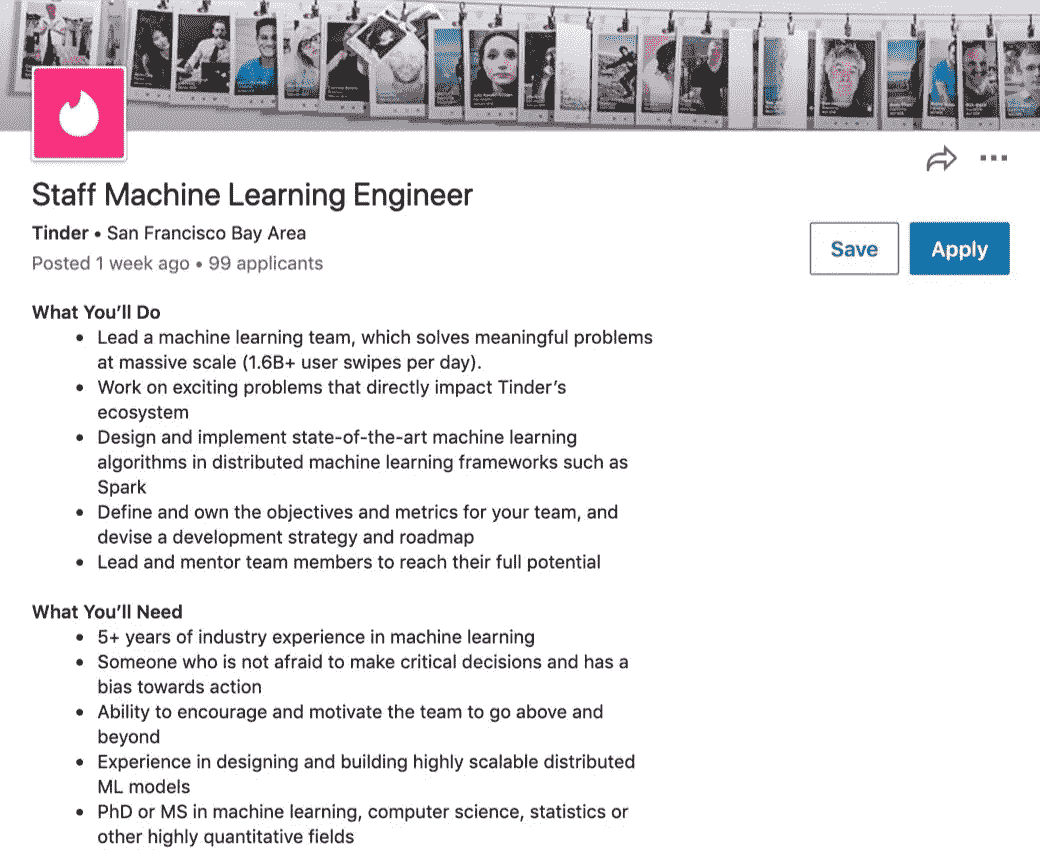 Staff Machine Learning Engineer
Tinder • San Francisco Bay Area
Posted 1 week ago • 99 applicants
Save
Apply
What You’ll Do
• Lead a machine learning team, which solves meaningful problems
at massive scale (1.6B+ user swipes per day).
• Work on exciting problems that directly impact Tinder’s
ecosystem
• Design and implement state-of-the-art machine learning
algorithms in distributed machine learning frameworks such as
Spark
• Define and own the objectives and metrics for your team, and
devise a development strategy and roadmap
• Lead and mentor team members to reach their full potential
What You’ll Need
• 5+ years of industry experience in machine learning
• Someone who is not afraid to make critical decisions and has a
bias towards action
• Ability to encourage and motivate the team to go above and
beyond
• Experience in designing and building highly scalable distributed
ML models
• PhD or MS in machine learning, computer science, statistics or
other highly quantitative fields